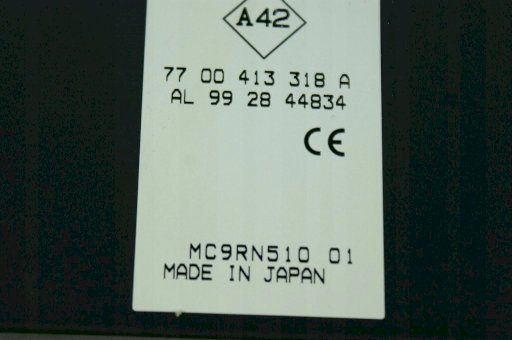 A42
77 00 413 318 A
AL 99 28 44834
CE
MC9RN510 01
MADE IN JAPAN